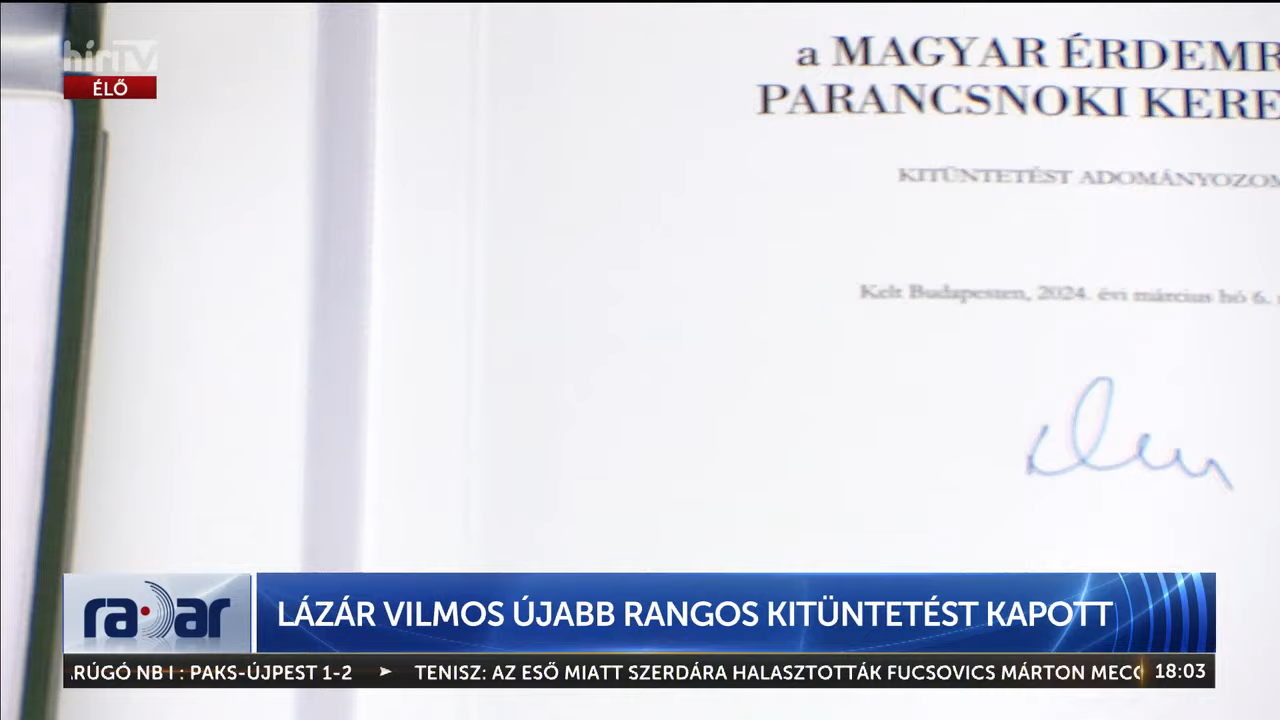 hírTV
ÉLŐ
a MAGYAR ÉRDEMR
PARANCSNOKI KERE
KITÜNTETÉST ADOMÁNYOZOM
Kelt Budapesten, 2024. évi március hó 6.
radar
LÁZÁR VILMOS ÚJABB RANGOS KITÜNTETÉST KAPOTT
.RÚGÓ NB I : PAKS-ÚJPEST 1-2 ► TENISZ: AZ ESŐ MIATT SZERDÁRA HALASZTOTTÁK FUCSOVICS MÁRTON MECC
18:03